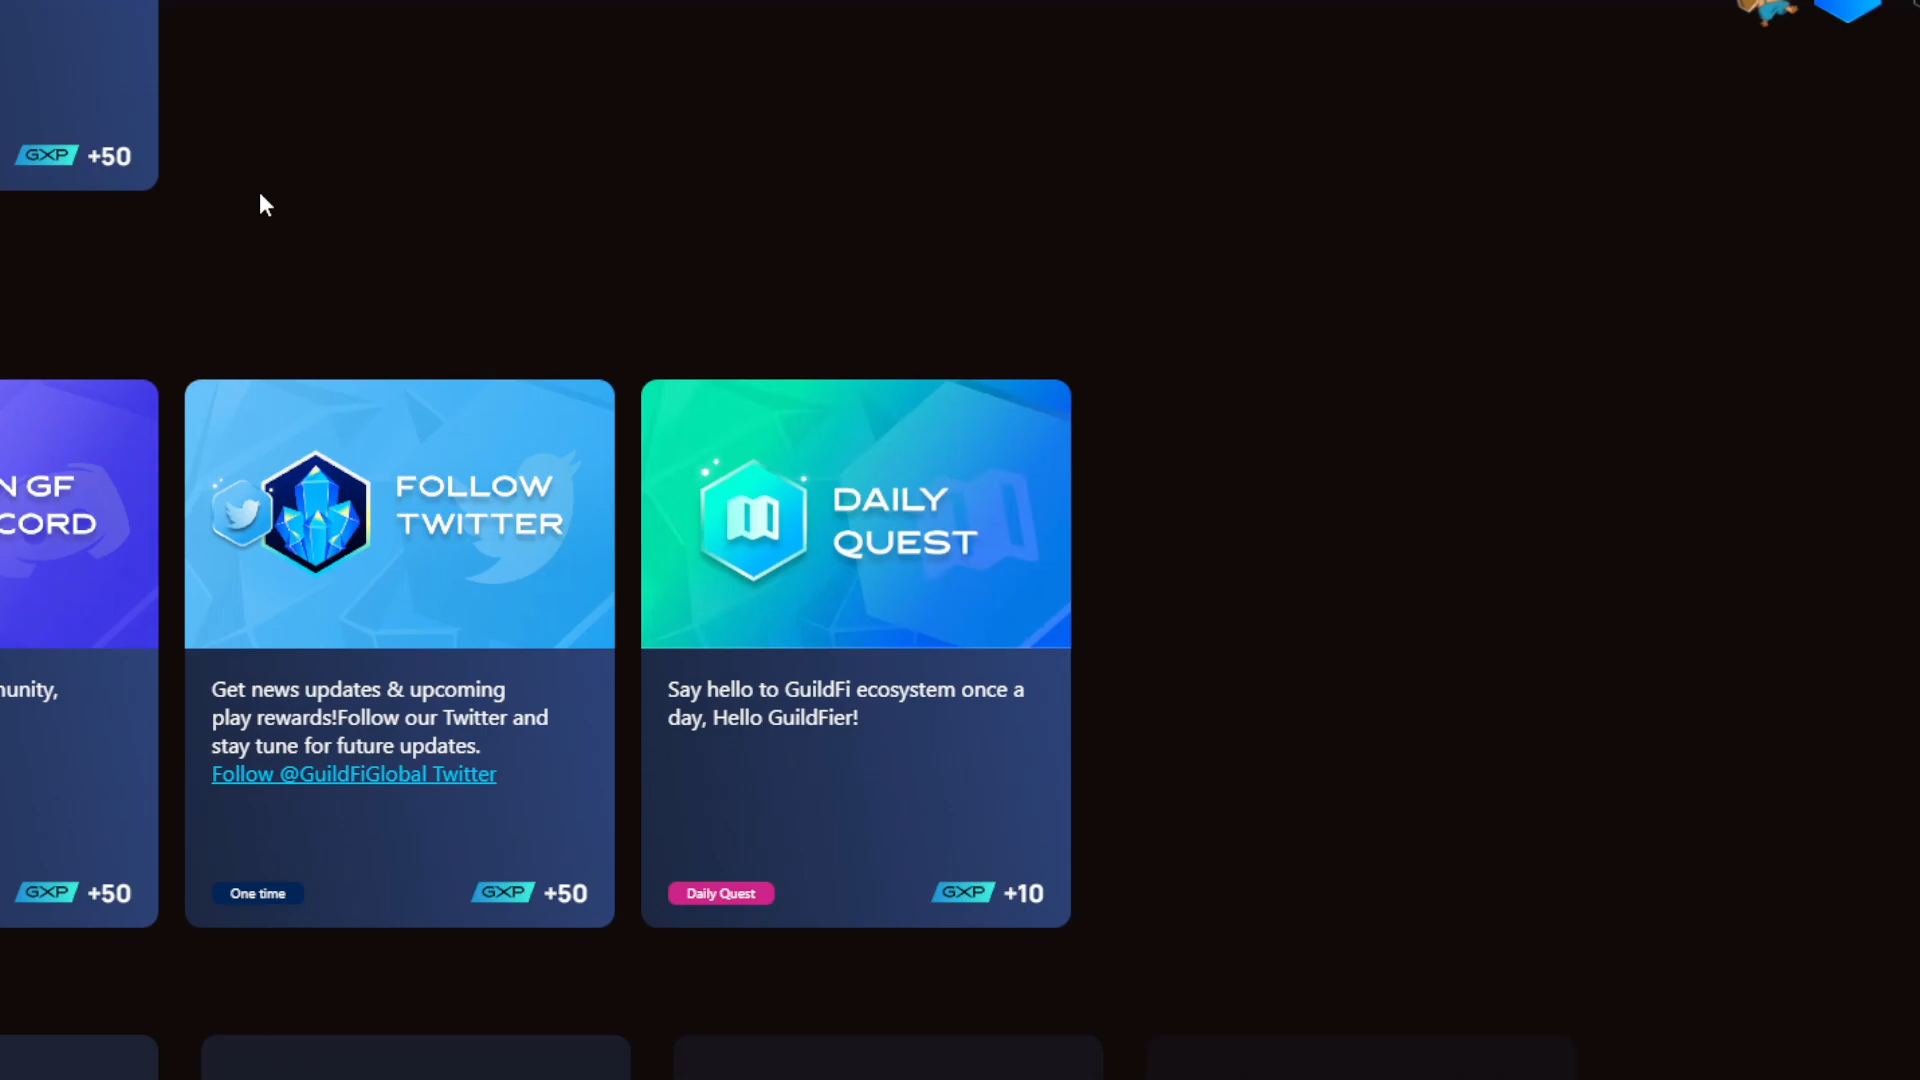 GXP +50
N GF
CORD
unity,
GXP +50
FOLLOW
TWITTER
Get news updates & upcoming
play rewards!Follow our Twitter and
stay tune for future updates.
Follow @GuildFiGlobal Twitter
One time
GXP +50
DAILY
QUEST
Say hello to GuildFi ecosystem once a
day, Hello GuildFier!
Daily Quest
GXP +10